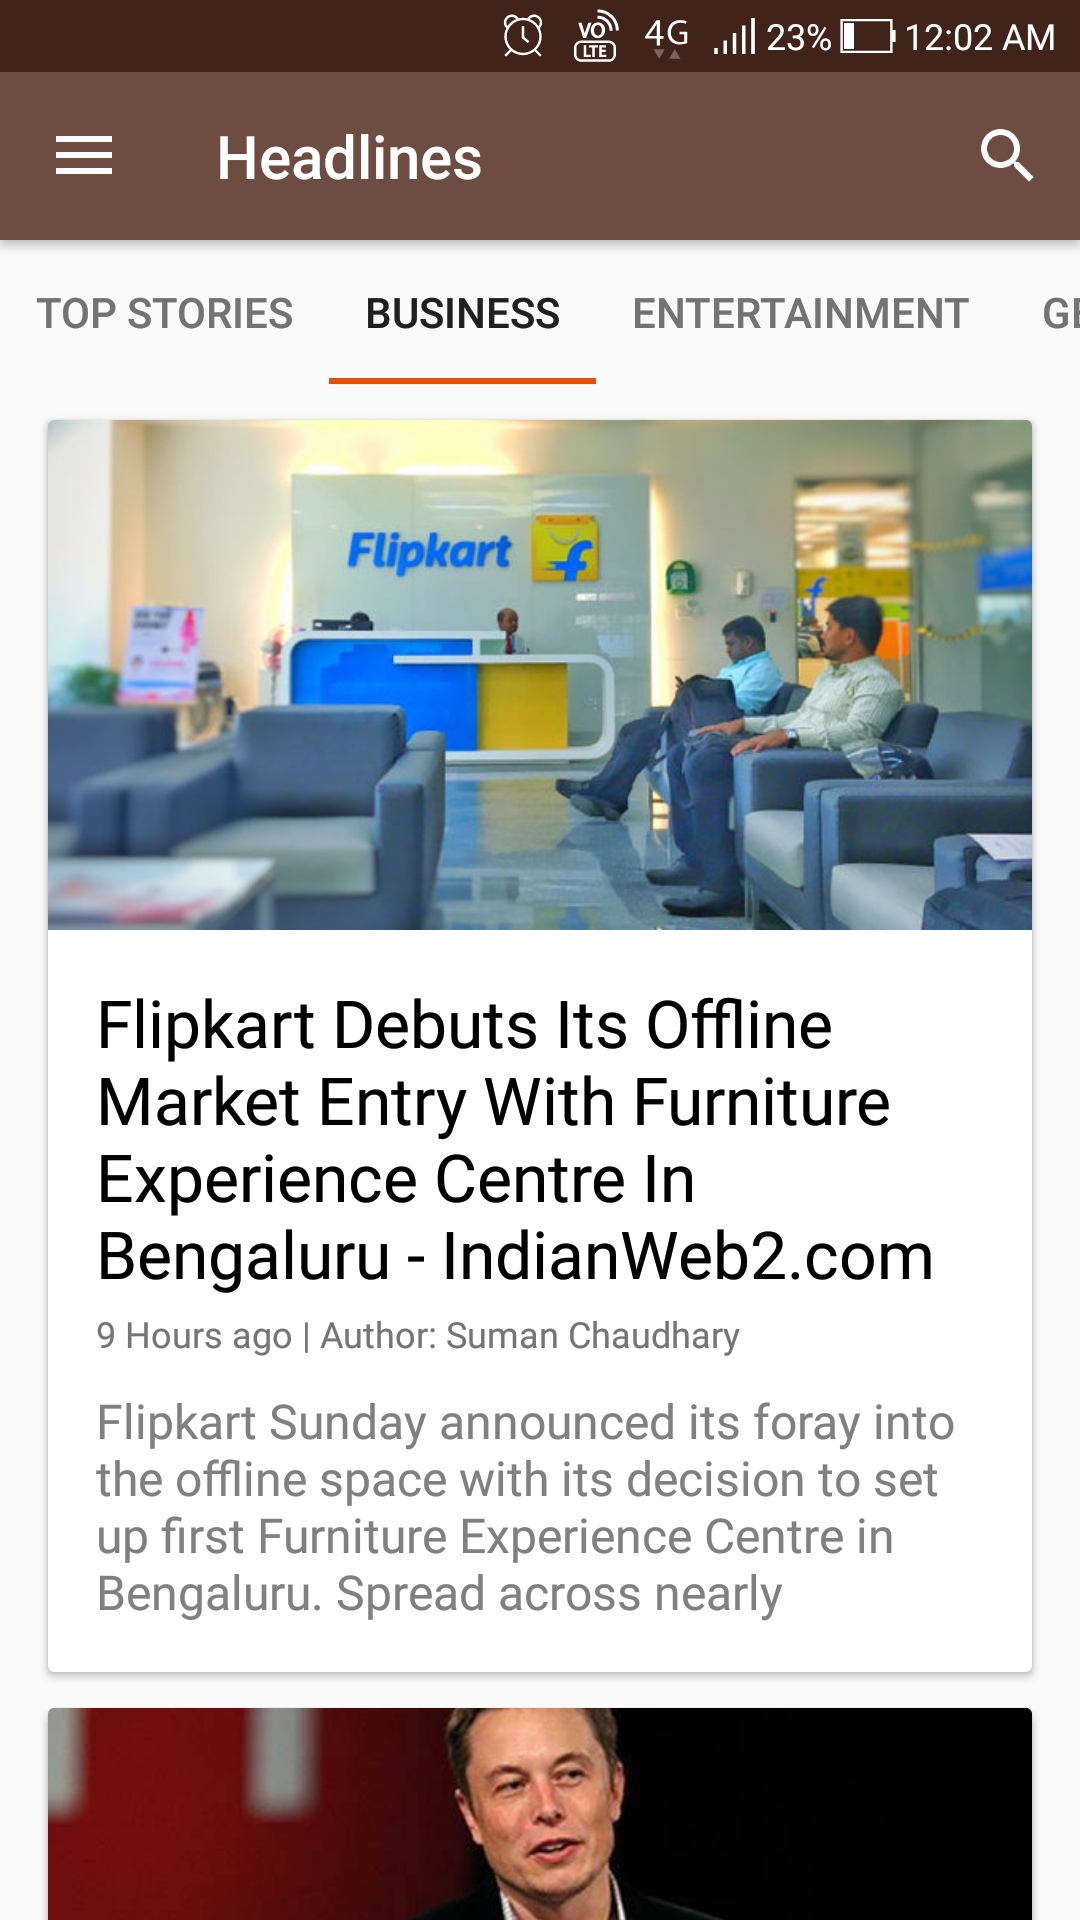 VO LTE 4G 23% 12:02 AM
Headlines
TOP STORIES BUSINESS ENTERTAINMENT GE
Flipkart f
f
Flipkart Debuts Its Offline
Market Entry With Furniture
Experience Centre In
Bengaluru - IndianWeb2.com
9 Hours ago | Author: Suman Chaudhary
Flipkart Sunday announced its foray into
the offline space with its decision to set
up first Furniture Experience Centre in
Bengaluru. Spread across nearly